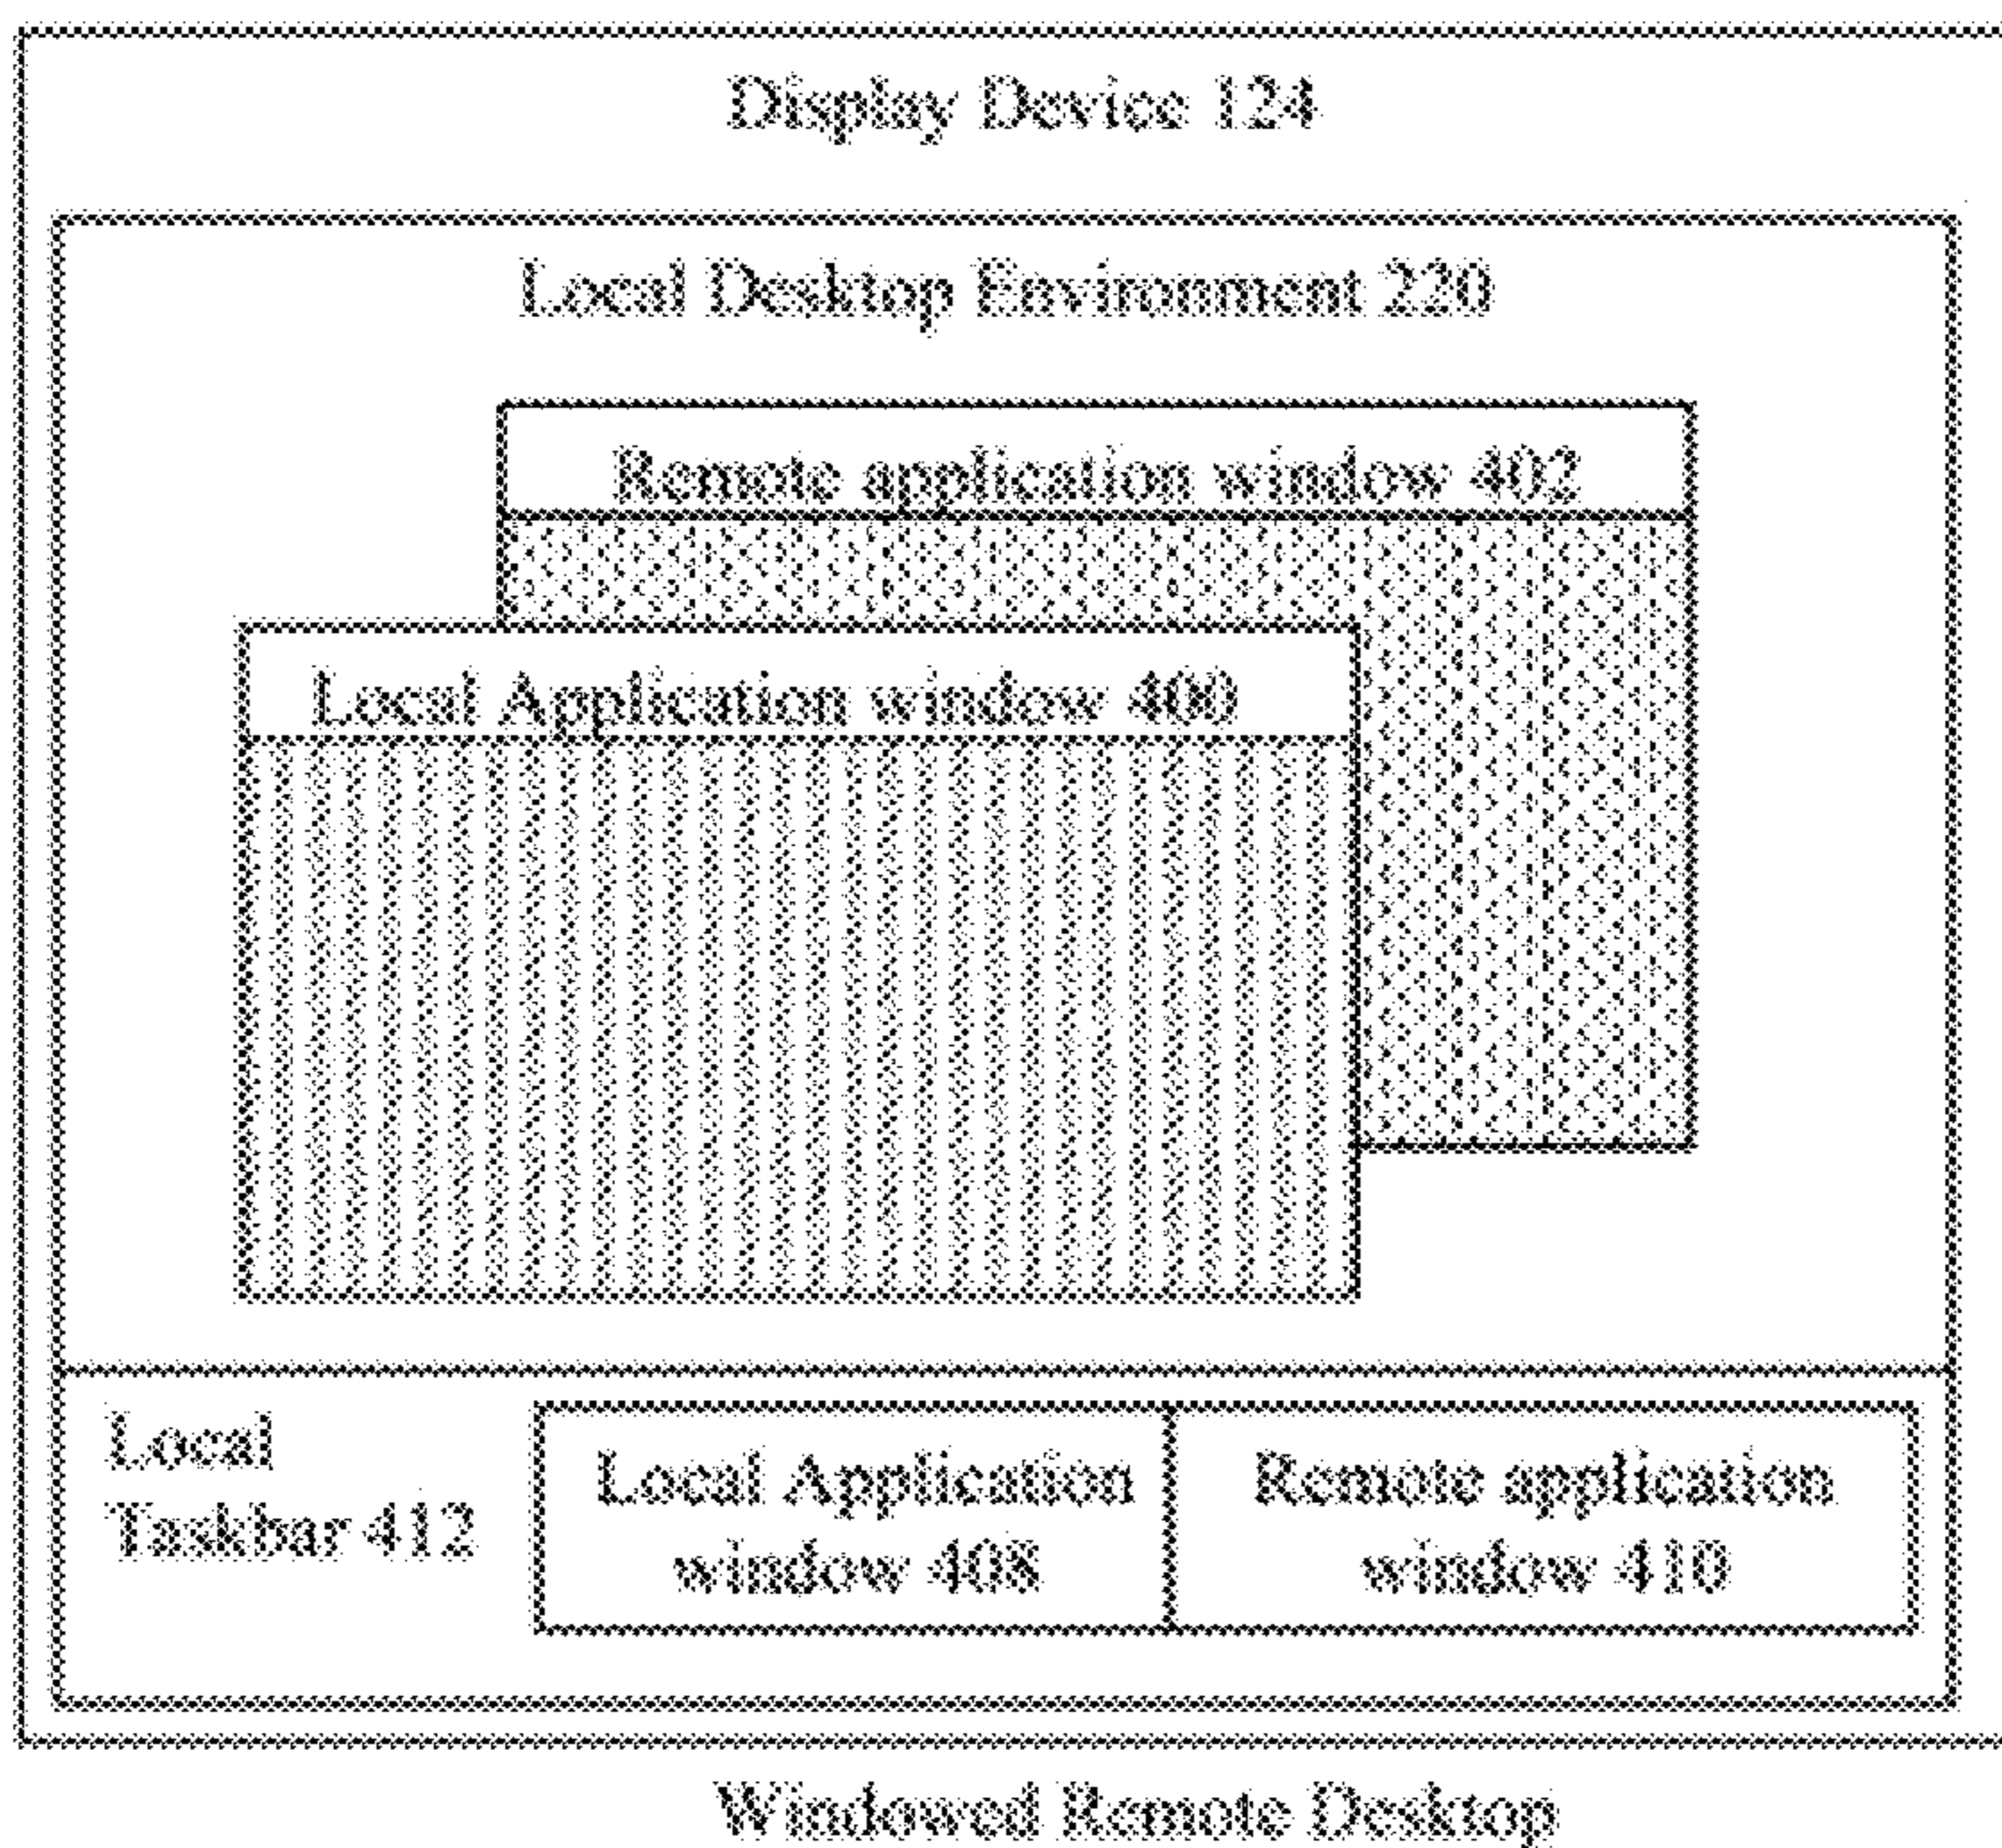 Display Device 124
Local Desktop Environment 220
Remote application window 402
Local Application window 400
Local
Taskbar 412
Local Application
window 408
Remote application
window 410
Windowed Remote Desktop